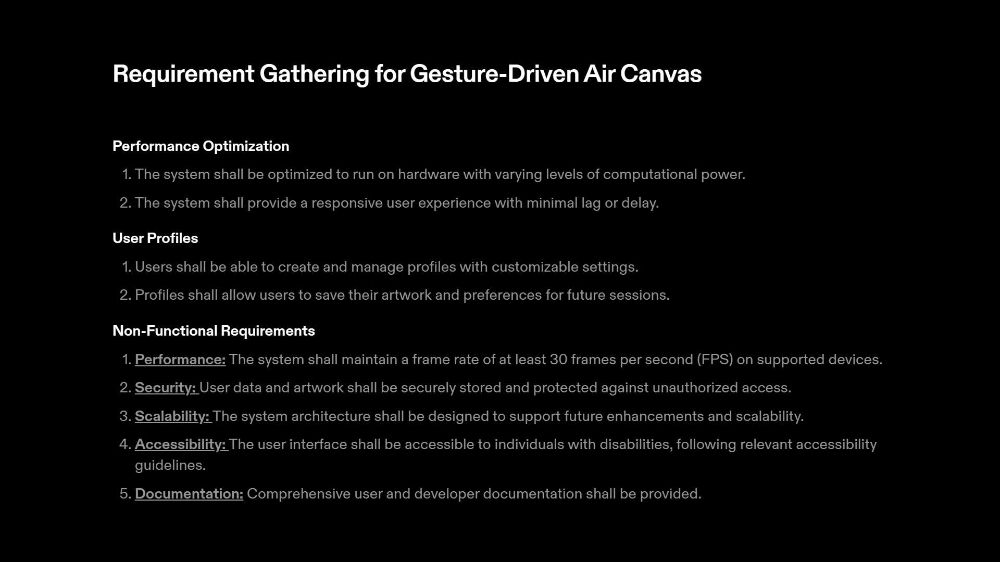 Requirement Gathering for Gesture-Driven Air Canvas
Performance Optimization
1. The system shall be optimized to run on hardware with varying levels of computational power.
2. The system shall provide a responsive user experience with minimal lag or delay.
User Profiles
1. Users shall be able to create and manage profiles with customizable settings.
2. Profiles shall allow users to save their artwork and preferences for future sessions.
Non-Functional Requirements
1. Performance: The system shall maintain a frame rate of at least 30 frames per second (FPS) on supported devices.
2. Security: User data and artwork shall be securely stored and protected against unauthorized access.
3. Scalability: The system architecture shall be designed to support future enhancements and scalability.
4. Accessibility: The user interface shall be accessible to individuals with disabilities, following relevant accessibility
guidelines.
5. Documentation: Comprehensive user and developer documentation shall be provided.